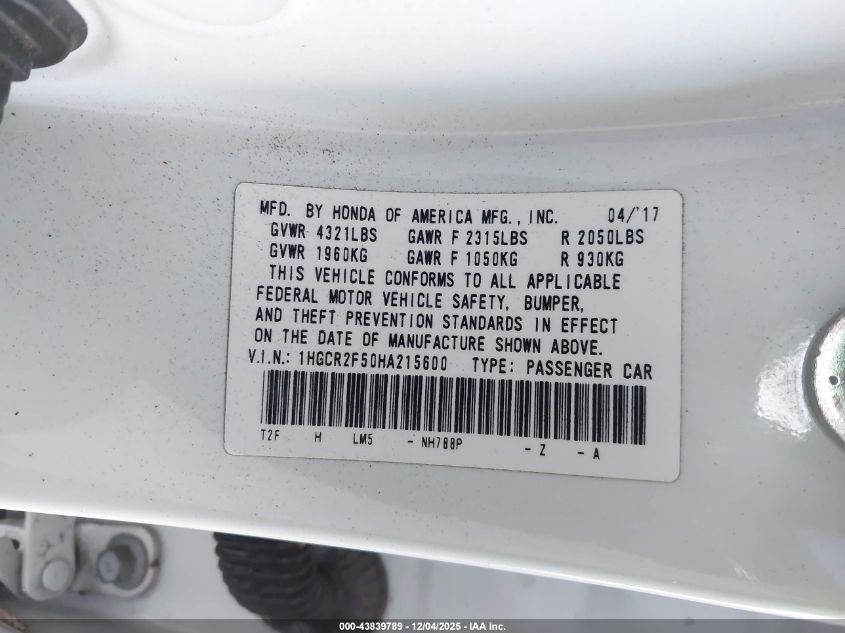 MFD. BY HONDA OF AMERICA MFG., INC. 04/'17
GVWR 4321LBS GAWR F 2315LBS R 2050LBS
GVWR 1960KG GAWR F 1050KG R 930KG
THIS VEHICLE CONFORMS TO ALL APPLICABLE
FEDERAL MOTOR VEHICLE SAFETY, BUMPER,
AND THEFT PREVENTION STANDARDS IN EFFECT
ON THE DATE OF MANUFACTURE SHOWN ABOVE.
V.I.N.: 1HGCR2F50HA215600 TYPE: PASSENGER CAR
T2F H LM5 - NH788P - Z - A
000-43839789 - 12/04/2025 - IAA Inc.